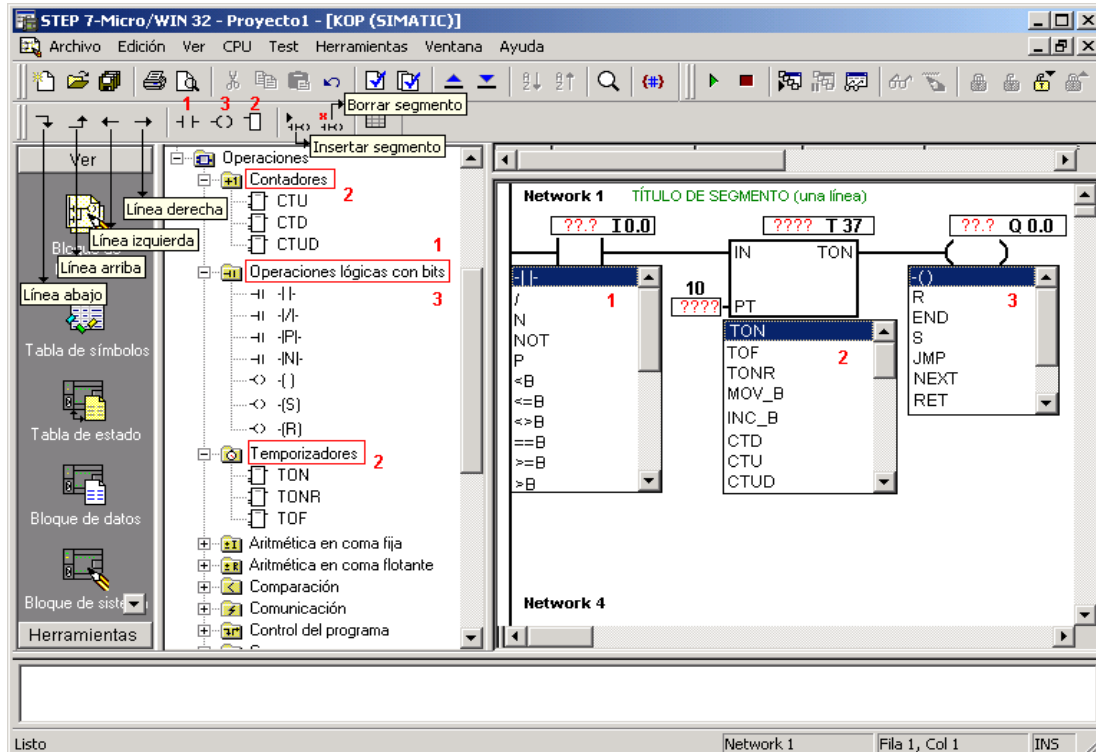 STEP 7-Micro/WIN 32 - Proyecto1 - [KOP (SIMATIC)]
Archivo Edición Ver CPU Test Herramientas Ventana Ayuda
1 3 2
Borrar segmento
Insertar segmento
Ver
Línea derecha
Línea izquierda
Línea arriba
Línea abajo
Tabla de símbolos
Tabla de estado
Bloque de datos
Bloque de
Herramientas
Operaciones
Contadores
2
CTU
CTD
CTUD
1
Operaciones lógicas con bits
3
-| |-
-|/|-
-|P|-
-|N|-
-( )
-(S)
-(R)
Temporizadores
2
TON
TONR
TOF
Aritmética en coma fija
Aritmética en coma flotante
Comparación
Comunicación
Control del programa
Network 1 TÍTULO DE SEGMENTO (una línea)
??.? I 0.0
???? T 37
??.? Q 0.0
IN TON
10
???? PT
-| |-
/
N
NOT
P
<B
<=B
<>B
==B
>=B
>B
1
TON
TOF
TONR
MOV_B
INC_B
CTD
CTU
CTUD
2
-()
R
END
S
JMP
NEXT
RET
3
Network 4
Listo
Network 1
Fila 1, Col 1
INS